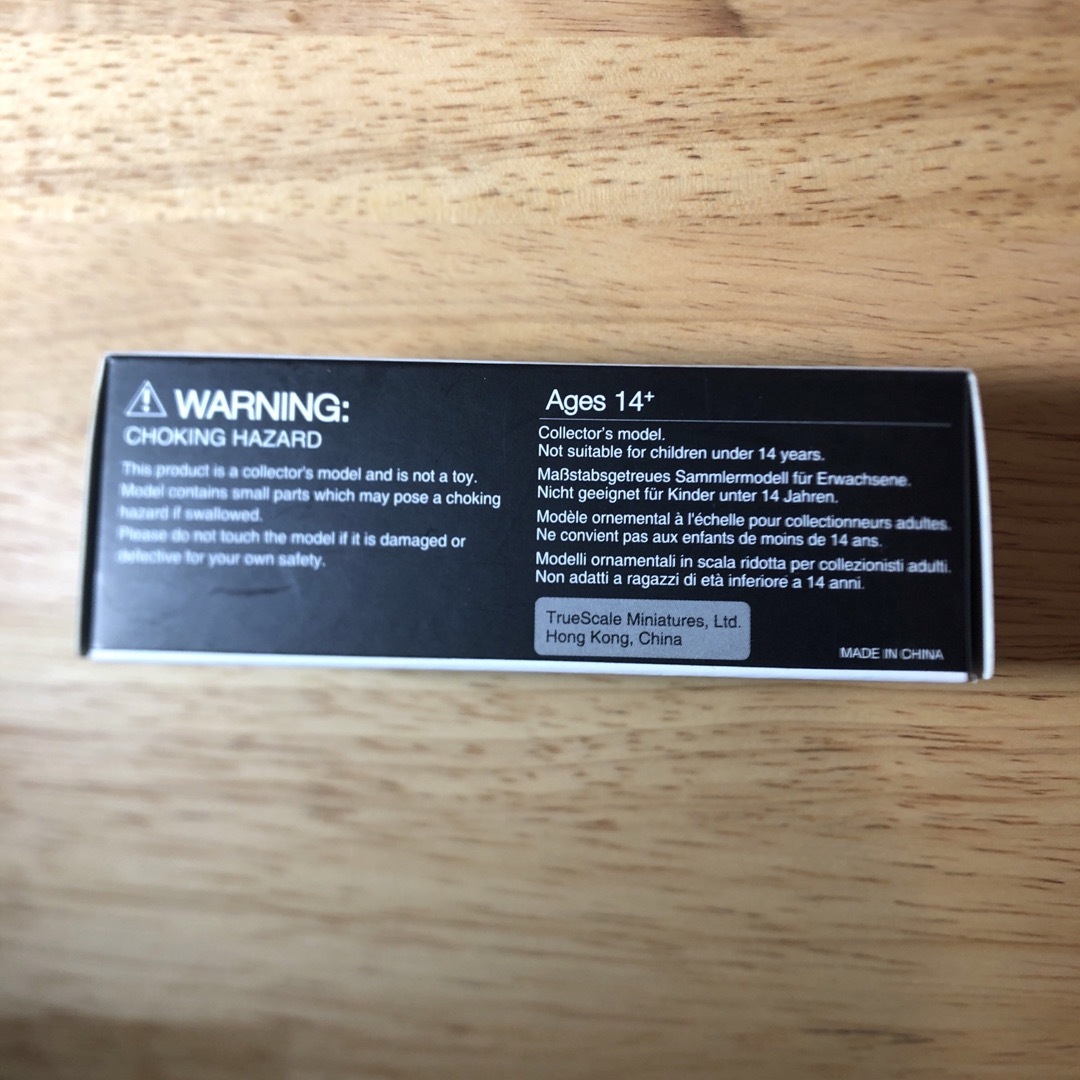 WARNING:
CHOKING HAZARD
This product is a collector's model and is not a toy.
Model contains small parts which may pose a choking
hazard if swallowed.
Please do not touch the model if it is damaged or
defective for your own safety.
Ages 14+
Collector's model.
Not suitable for children under 14 years.
Maßstabsgetreues Sammlermodell für Erwachsene.
Nicht geeignet für Kinder unter 14 Jahren.
Modèle ornemental à l'échelle pour collectionneurs adultes.
Ne convient pas aux enfants de moins de 14 ans.
Modelli ornamentali in scala ridotta per collezionisti adulti.
Non adatti a ragazzi di età inferiore a 14 anni.
TrueScale Miniatures, Ltd.
Hong Kong, China
MADE IN CHINA